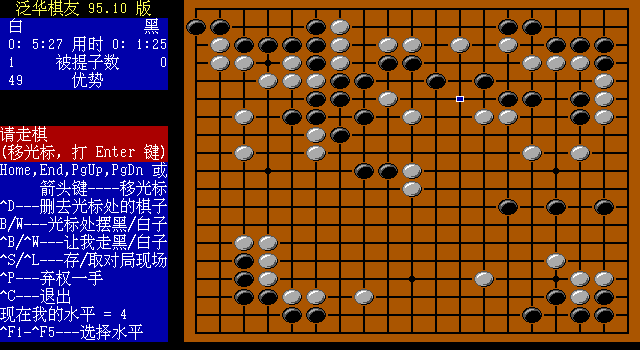 泛华棋友 95.10 版
白 黑
0: 5:27 用时 0: 1:25
1 被提子数 0
49 优势
请走棋
(移光标, 打 Enter 键)
Home,End,PgUp,PgDn 或
箭头键----移光标
^D---删去光标处的棋子
B/W---光标处摆黑/白子
^B/^W---让我走黑/白子
^S/^L---存/取对局现场
^P---弃权一手
^C---退出
现在我的水平 = 4
^F1-^F5---选择水平